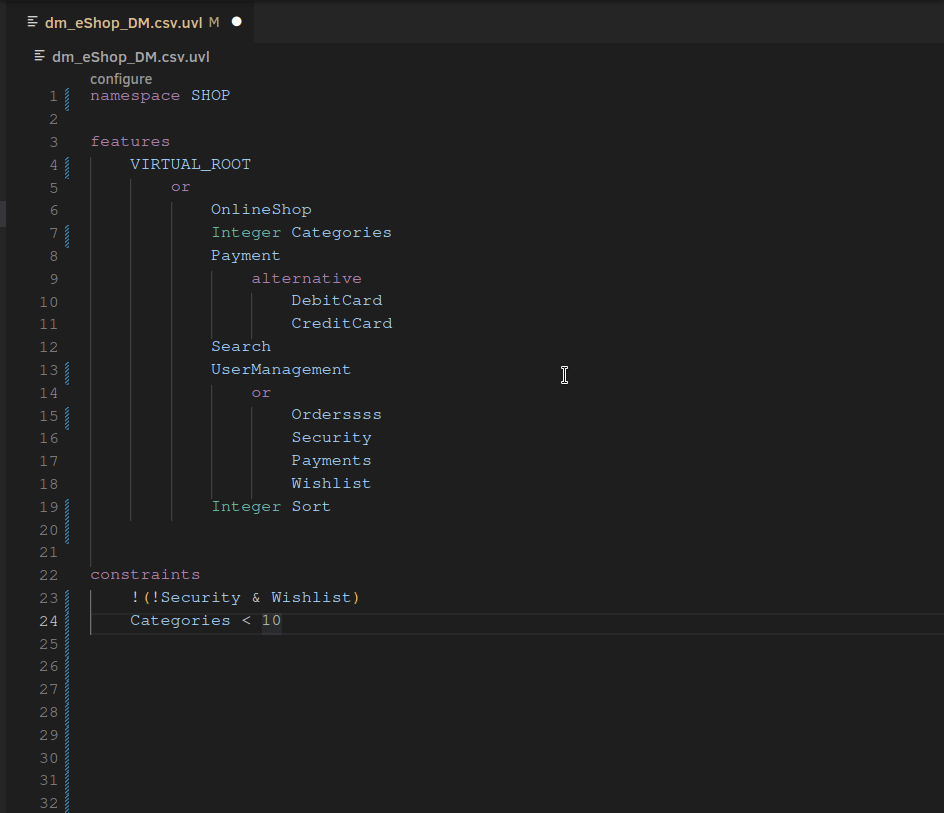 dm_eShop_DM.csv.uvl M
dm_eShop_DM.csv.uvl
configure
1 namespace SHOP
2
3 features
4 VIRTUAL_ROOT
5 or
6 OnlineShop
7 Integer Categories
8 Payment
9 alternative
10 DebitCard
11 CreditCard
12 Search
13 UserManagement
14 or
15 Orderssss
16 Security
17 Payments
18 Wishlist
19 Integer Sort
20
21
22 constraints
23 !(!Security & Wishlist)
24 Categories < 10
25
26
27
28
29
30
31
32